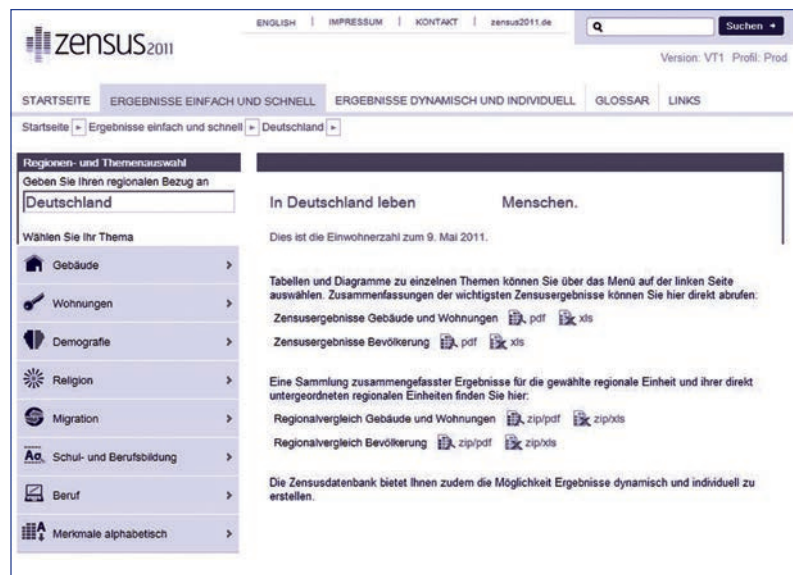 ENGLISH | IMPRESSUM | KONTAKT | zensus2011.de
Suchen
zensus2011
Version: VT1 Profil: Prod
STARTSEITE ERGEBNISSE EINFACH UND SCHNELL ERGEBNISSE DYNAMISCH UND INDIVIDUELL GLOSSAR LINKS
Startseite Ergebnisse einfach und schnell Deutschland
Regionen- und Themenauswahl
Geben Sie Ihren regionalen Bezug an
Deutschland
Wählen Sie Ihr Thema
Gebäude
Wohnungen
Demografie
Religion
Migration
Aa Schul- und Berufsbildung
Beruf
A Merkmale alphabetisch
In Deutschland leben Menschen.
Dies ist die Einwohnerzahl zum 9. Mai 2011.
Tabellen und Diagramme zu einzelnen Themen können Sie über das Menü auf der linken Seite
auswählen. Zusammenfassungen der wichtigsten Zensusergebnisse können Sie hier direkt abrufen:
Zensusergebnisse Gebäude und Wohnungen pdf xls
Zensusergebnisse Bevölkerung pdf xls
Eine Sammlung zusammengefasster Ergebnisse für die gewählte regionale Einheit und ihrer direkt
untergeordneten regionalen Einheiten finden Sie hier:
Regionalvergleich Gebäude und Wohnungen zip/pdf zip/xls
Regionalvergleich Bevölkerung zip/pdf zip/xls
Die Zensusdatenbank bietet Ihnen zudem die Möglichkeit Ergebnisse dynamisch und individuell zu
erstellen.